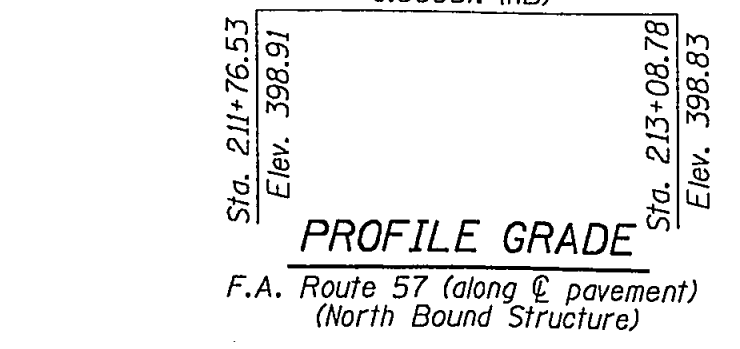 Sta. 211+76.53
Elev. 398.91
Sta. 213+08.78
Elev. 398.83
PROFILE GRADE
F.A. Route 57 (along ℄ pavement)
(North Bound Structure)